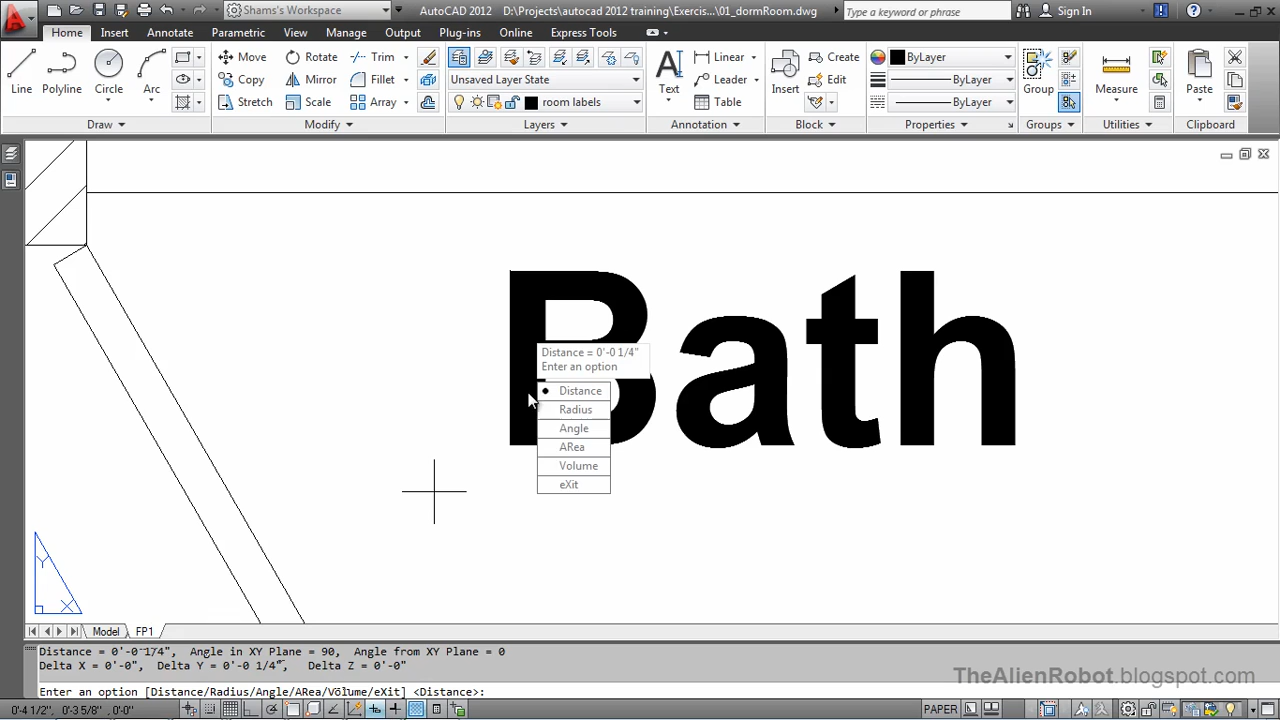 Shams's Workspace
AutoCAD 2012 D:\Projects\autocad 2012 training\Exercis...\01_dormRoom.dwg
Type a keyword or phrase
Sign In
Home Insert Annotate Parametric View Manage Output Plug-ins Online Express Tools
Line Polyline Circle Arc
Move Rotate Trim
Copy Mirror Fillet
Stretch Scale Array
Unsaved Layer State
room labels
Text
Linear
Leader
Table
Insert
Create
Edit
ByLayer
ByLayer
ByLayer
Group
Measure
Paste
Draw Modify Layers Annotation Block Properties Groups Utilities Clipboard
Bath
Distance = 0'-0 1/4"
Enter an option
Distance
Radius
Angle
ARea
Volume
eXit
Y
X
Model FP1
Distance = 0'-0 1/4", Angle in XY Plane = 90, Angle from XY Plane = 0
Delta X = 0'-0", Delta Y = 0'-0 1/4", Delta Z = 0'-0"
TheAlienRobot.blogspot.com
Enter an option [Distance/Radius/Angle/ARea/Volume/eXit] <Distance>:
0'-4 1/2", 0'-3 5/8", 0'-0"
PAPER